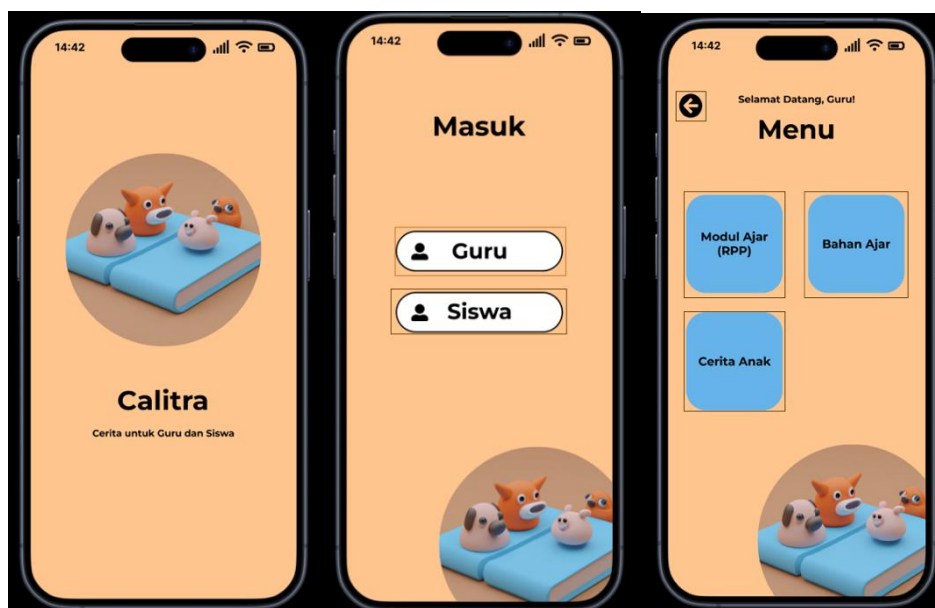 14:42
Calitra
Cerita untuk Guru dan Siswa
14:42
Masuk
Guru
Siswa
14:42
Selamat Datang, Guru!
Menu
Modul Ajar
(RPP)
Bahan Ajar
Cerita Anak